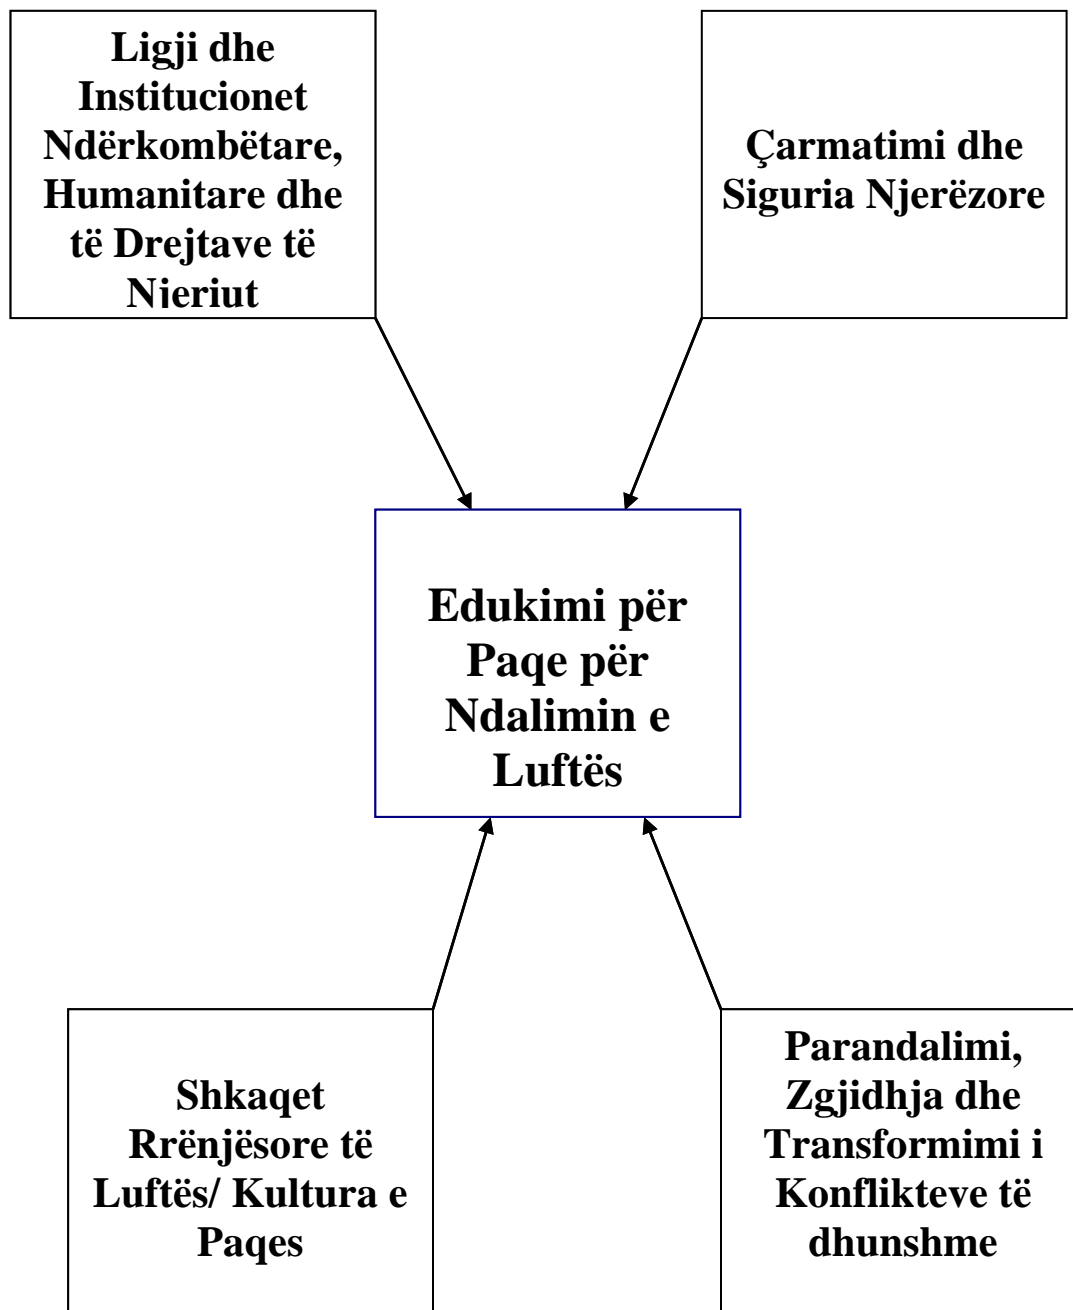 Ligji dhe
Institucionet
Ndërkombëtare,
Humanitare dhe
të Drejtave të
Njeriut
Çarmatimi dhe
Siguria Njerëzore
Edukimi për
Paqe për
Ndalimin e
Luftës
Shkaqet
Rrënjësore të
Luftës/ Kultura e
Paqes
Parandalimi,
Zgjidhja dhe
Transformimi i
Konflikteve të
dhunshme